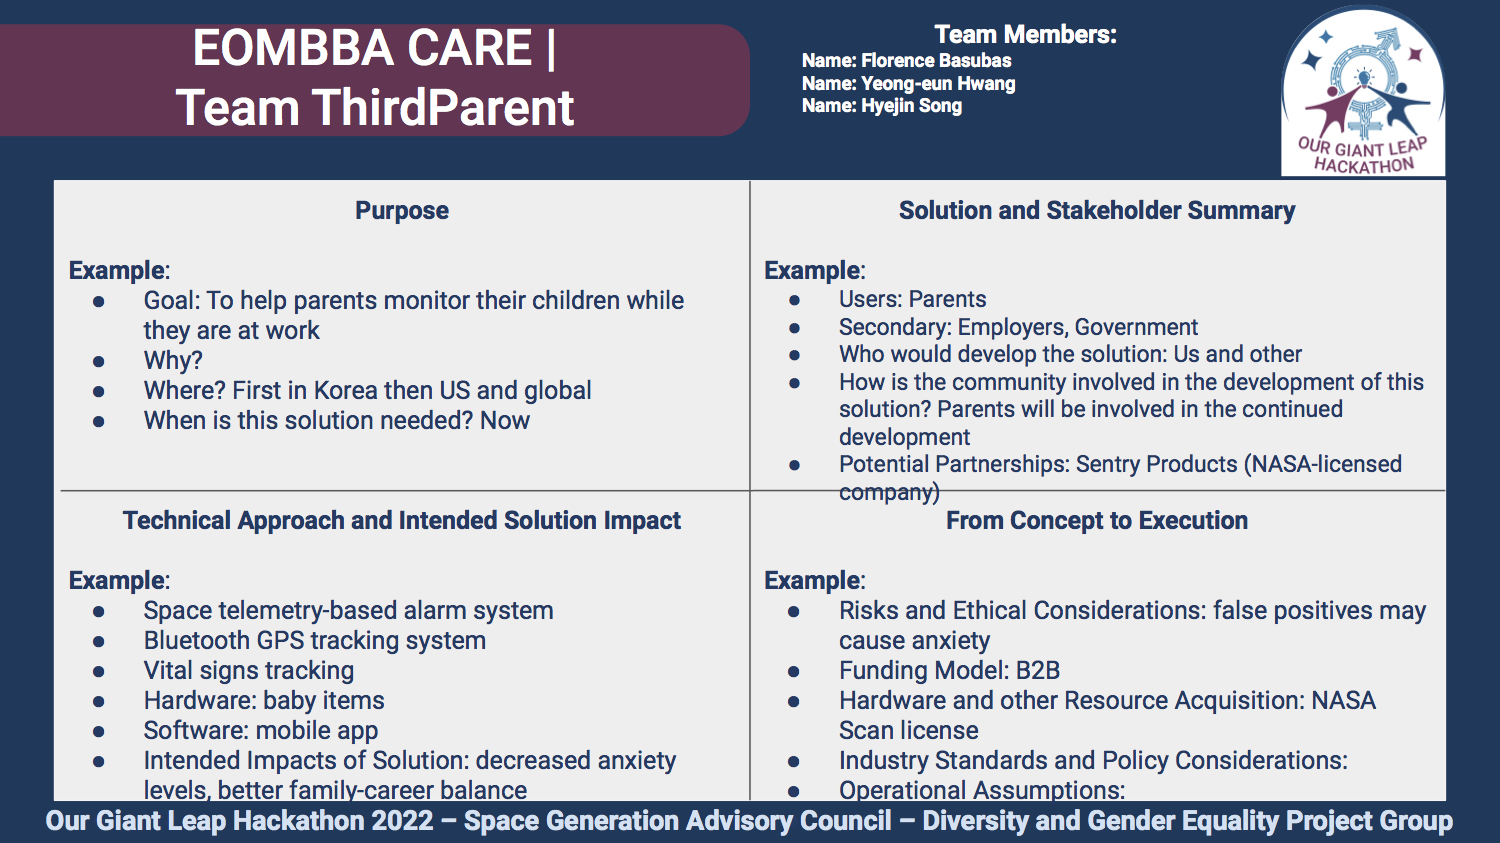 EOMBBA CARE |
Team ThirdParent
Team Members:
Name: Florence Basubas
Name: Yeong-eun Hwang
Name: Hyejin Song
OUR GIANT LEAP
HACKATHON
Purpose
Example:
● Goal: To help parents monitor their children while
they are at work
● Why?
● Where? First in Korea then US and global
● When is this solution needed? Now
Solution and Stakeholder Summary
Example:
● Users: Parents
● Secondary: Employers, Government
● Who would develop the solution: Us and other
● How is the community involved in the development of this
solution? Parents will be involved in the continued
development
● Potential Partnerships: Sentry Products (NASA-licensed
company)
Technical Approach and Intended Solution Impact
Example:
● Space telemetry-based alarm system
● Bluetooth GPS tracking system
● Vital signs tracking
● Hardware: baby items
● Software: mobile app
● Intended Impacts of Solution: decreased anxiety
levels, better family-career balance
From Concept to Execution
Example:
● Risks and Ethical Considerations: false positives may
cause anxiety
● Funding Model: B2B
● Hardware and other Resource Acquisition: NASA
Scan license
● Industry Standards and Policy Considerations:
● Operational Assumptions:
Our Giant Leap Hackathon 2022 – Space Generation Advisory Council – Diversity and Gender Equality Project Group